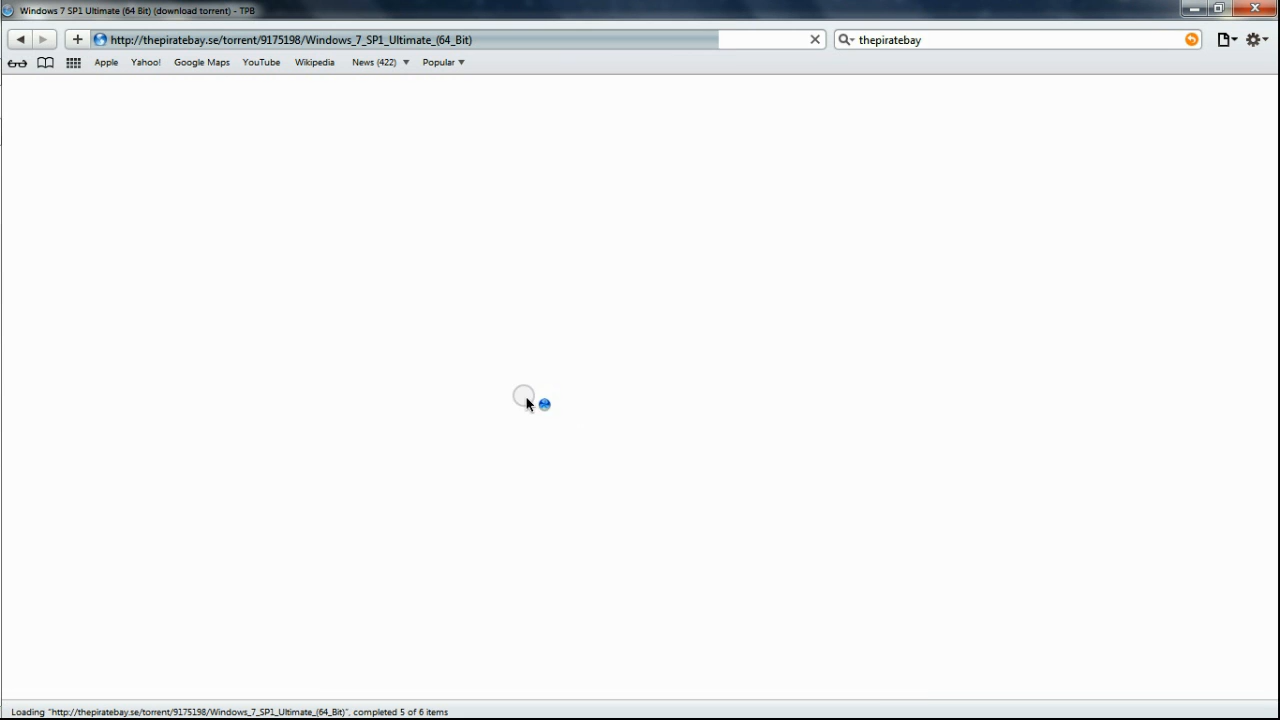 Windows 7 SP1 Ultimate (64 Bit) (download torrent) - TPB
http://thepiratebay.se/torrent/9175198/Windows_7_SP1_Ultimate_(64_Bit)
thepiratebay
Apple Yahoo! Google Maps YouTube Wikipedia News (422) Popular
Loading "http://thepiratebay.se/torrent/9175198/Windows_7_SP1_Ultimate_(64_Bit)", completed 5 of 6 items